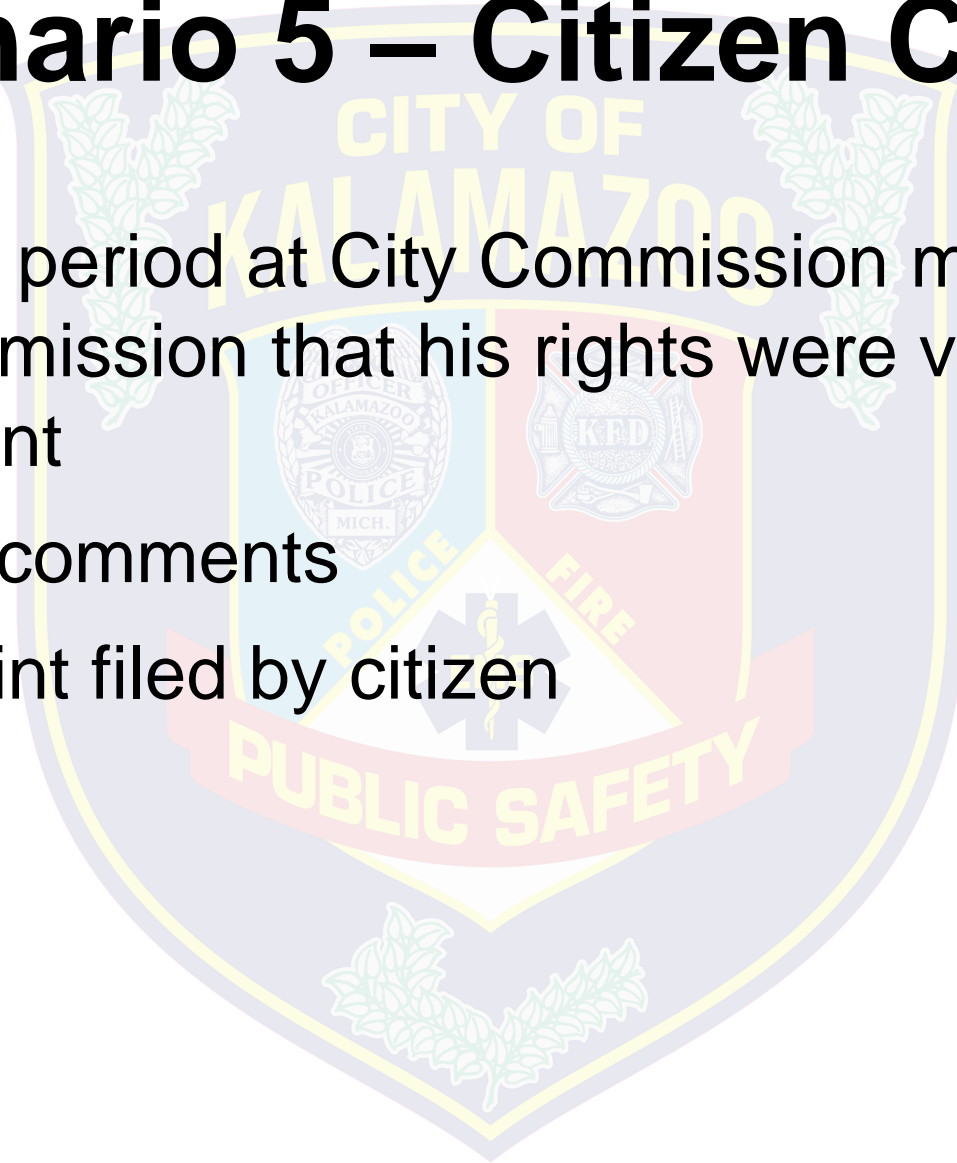 nario 5 – Citizen C
CITY OF
KALAMAZOO
period at City Commission m
mission that his rights were v
nt
OFFICER
KALAMAZOO
POLICE
MICH.
KFD
comments
POLICE
FIRE
int filed by citizen
PUBLIC SAFETY